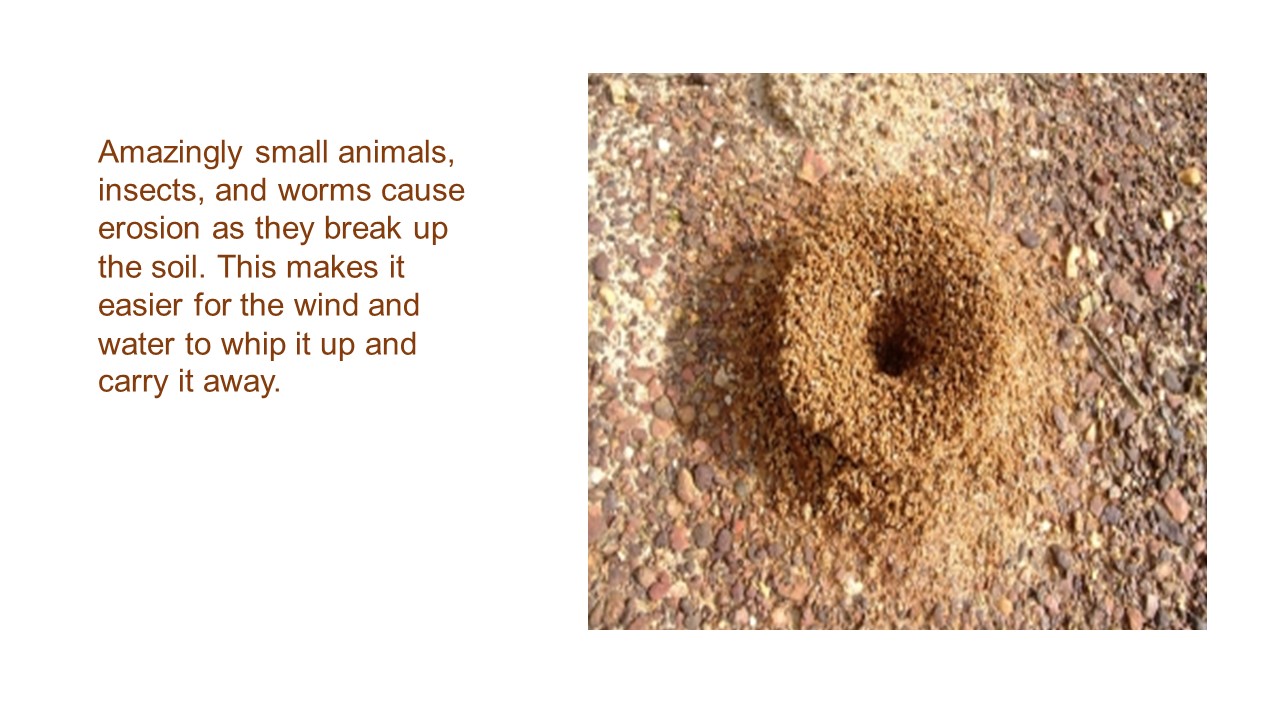 Amazingly small animals,
insects, and worms cause
erosion as they break up
the soil. This makes it
easier for the wind and
water to whip it up and
carry it away.